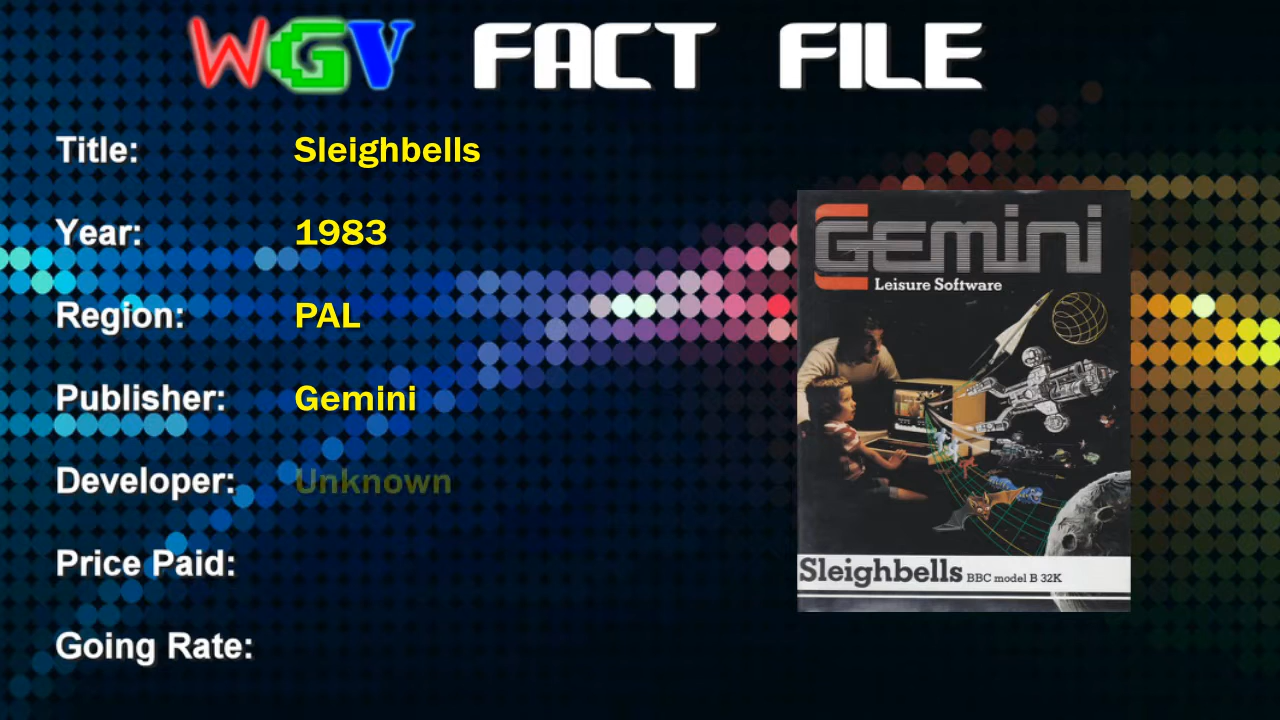 WGV FACT FILE
Title: Sleighbells
Year: 1983
Region: PAL
Publisher: Gemini
Developer: Unknown
Price Paid:
Going Rate:
Gemini
Leisure Software
Sleighbells BBC model B 32K